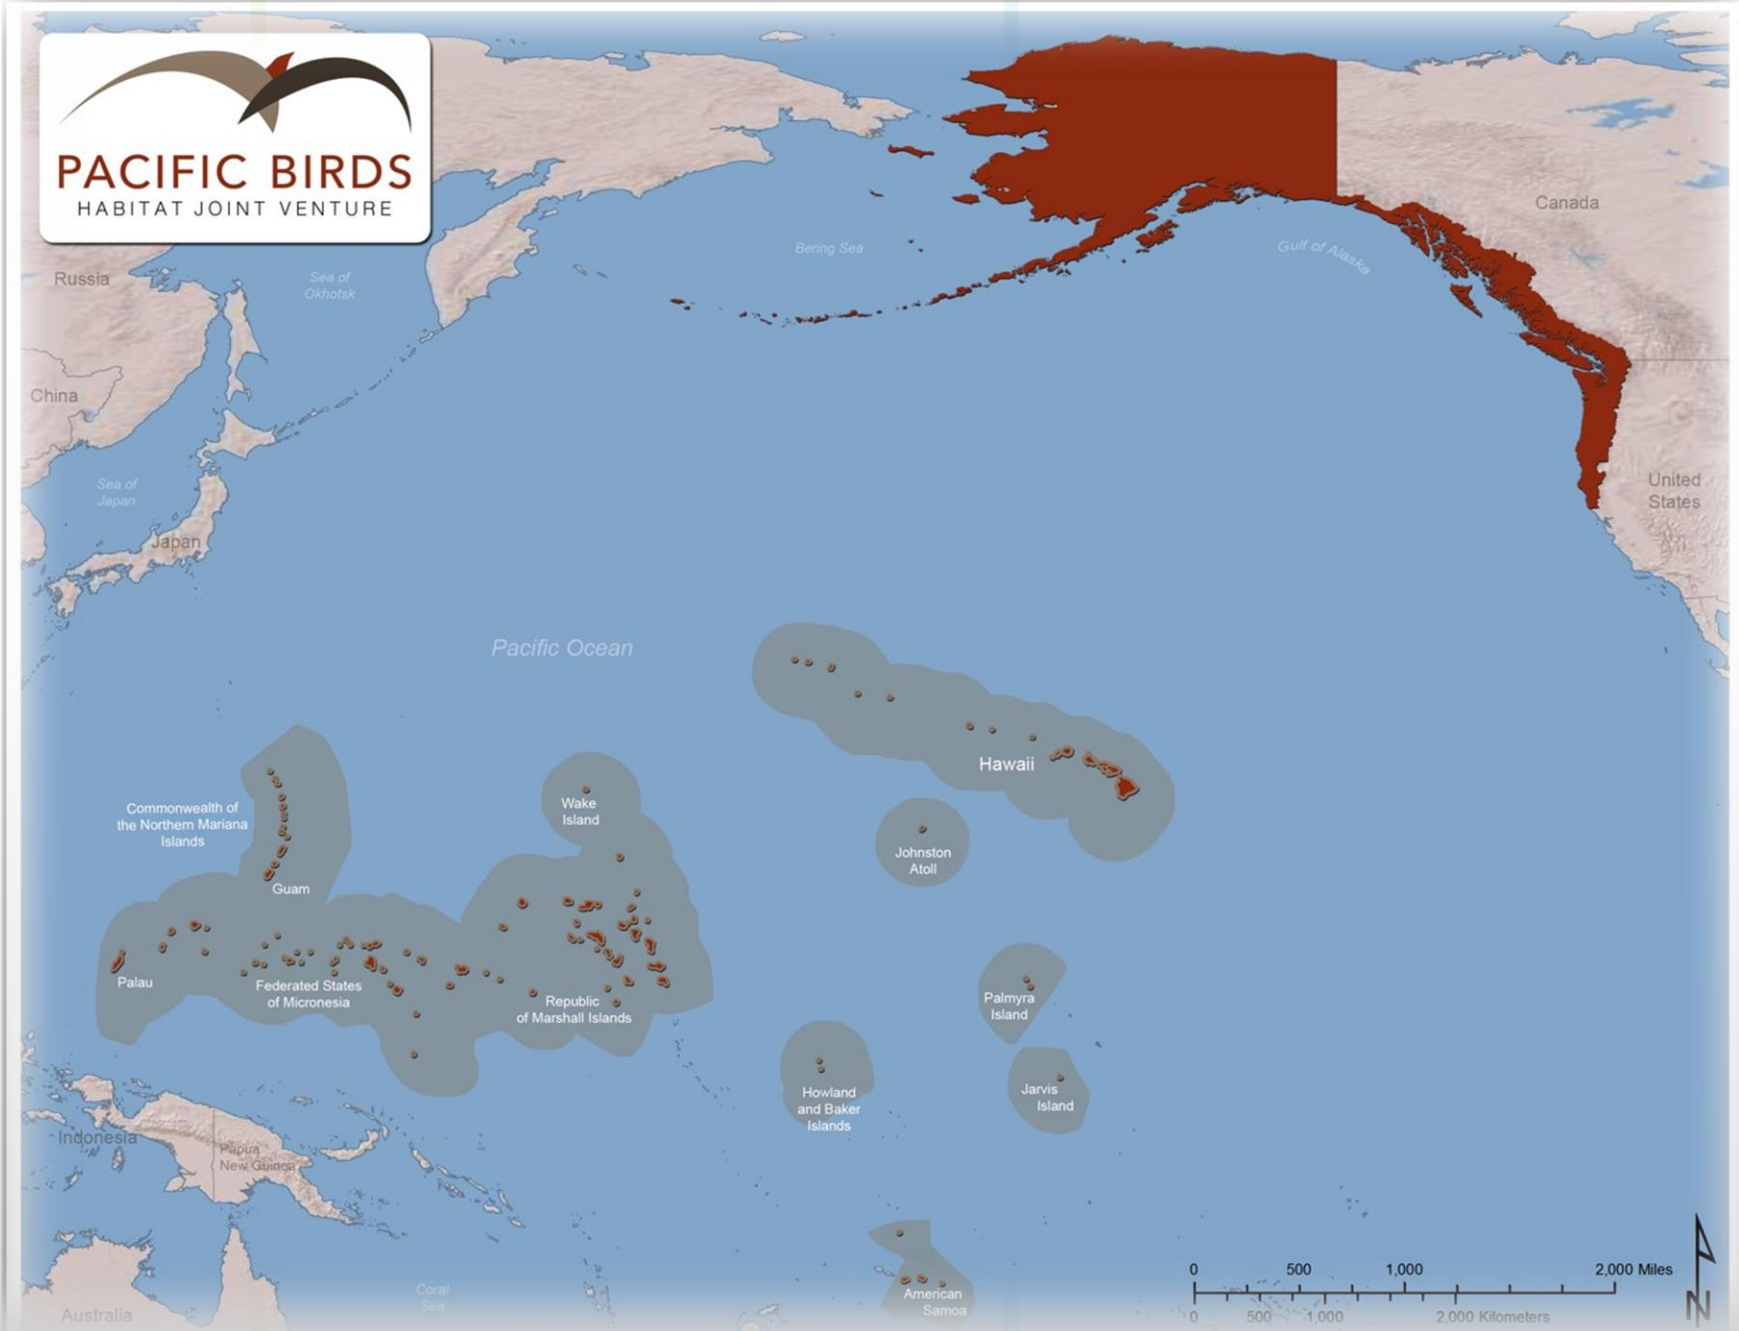 PACIFIC BIRDS
HABITAT JOINT VENTURE
Canada
Bering Sea
Gulf of Alaska
Russia
Sea of
Okhotsk
China
United
States
Sea of
Japan
Japan
Pacific Ocean
Hawaii
Wake
Island
Commonwealth of
the Northern Mariana
Islands
Johnston
Atoll
Guam
Palau
Federated States
of Micronesia
Republic
of Marshall Islands
Palmyra
Island
Howland
and Baker
Islands
Jarvis
Island
Indonesia
Papua
New Guinea
Coral
Sea
American
Samoa
Australia
0 500 1,000 2,000 Miles
0 500 1,000 2,000 Kilometers
N